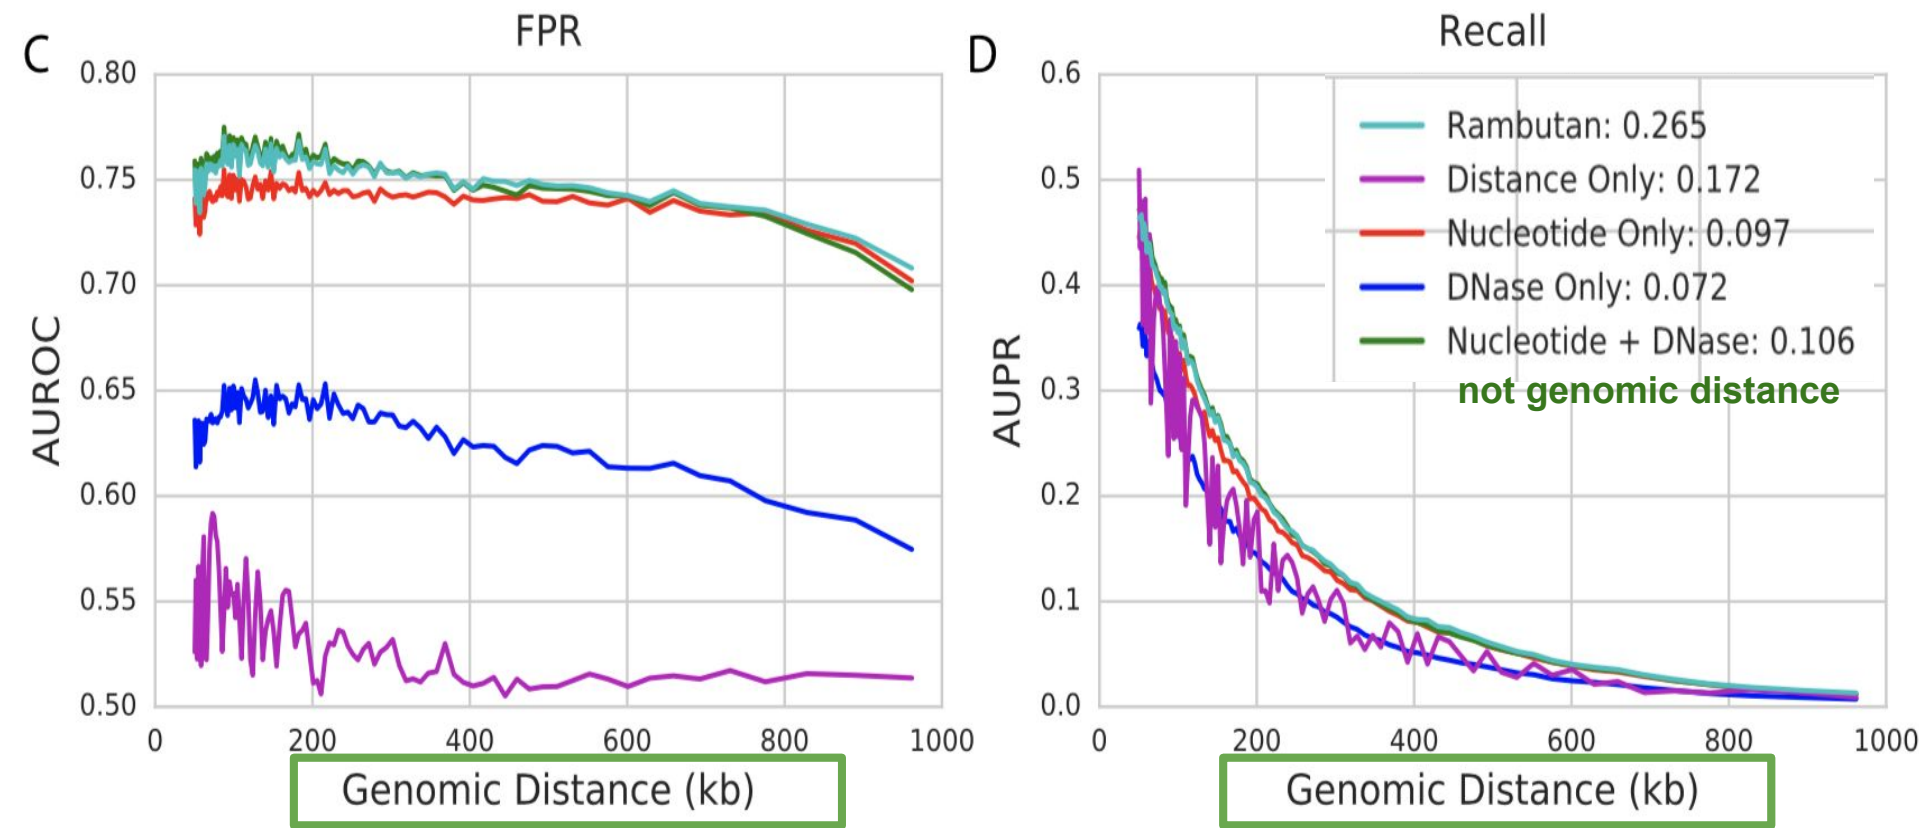 C
FPR
0.80
0.75
0.70
0.65
0.60
0.55
0.50
AUROC
0
200
400
600
800
1000
Genomic Distance (kb)
D
Recall
0.6
0.5
0.4
0.3
0.2
0.1
0.0
AUPR
Rambutan: 0.265
Distance Only: 0.172
Nucleotide Only: 0.097
DNase Only: 0.072
Nucleotide + DNase: 0.106
not genomic distance
0
200
400
600
800
1000
Genomic Distance (kb)